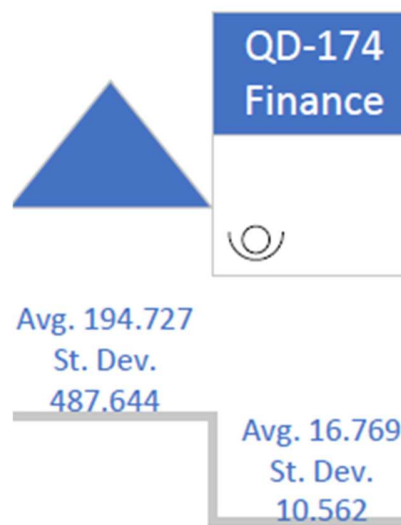 QD-174
Finance
Avg. 194.727
St. Dev.
487.644
Avg. 16.769
St. Dev.
10.562